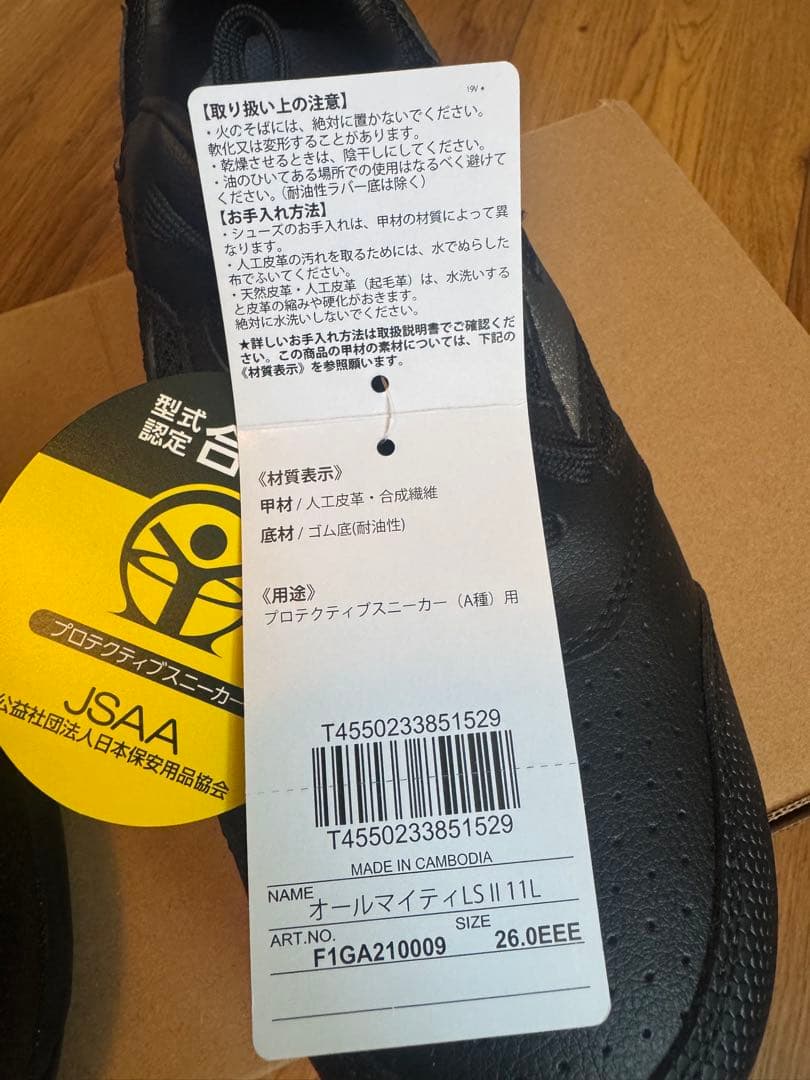 19V
【取り扱い上の注意】
・火のそばには、絶対に置かないでください。
軟化又は変形することがあります。
・乾燥させるときは、陰干しにしてください。
・油のひいてある場所での使用はなるべく避けて
ください。(耐油性ラバー底は除く)
【お手入れ方法】
・シューズのお手入れは、甲材の材質によって異
なります。
・人工皮革の汚れを取るためには、水でぬらした
布でふいてください。
・天然皮革・人工皮革(起毛革)は、水洗いする
と皮革の縮みや硬化がおきます。
絶対に水洗いしないでください。
★詳しいお手入れ方法は取扱説明書でご確認くだ
さい。この商品の甲材の素材については、下記の
《材質表示》を参照願います。
《材質表示》
甲材 / 人工皮革・合成繊維
底材 / ゴム底(耐油性)
《用途》
プロテクティブスニーカー(A種)用
T4550233851529
T4550233851529
MADE IN CAMBODIA
NAME オールマイティLS II 11L
ART.NO. SIZE
F1GA210009 26.0EEE
型式
認定
合
プロテクティブスニーカー
JSAA
公益社団法人日本保安用品協会